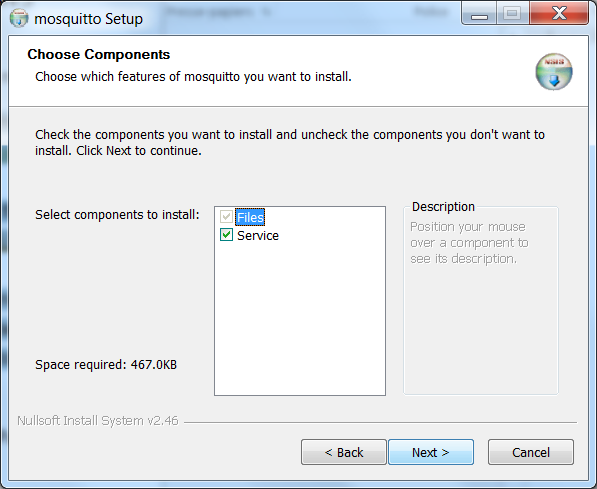 mosquitto Setup
Choose Components
Choose which features of mosquitto you want to install.
Check the components you want to install and uncheck the components you don't want to
install. Click Next to continue.
Select components to install:
Files
Service
Description
Position your mouse
over a component to
see its description.
Space required: 467.0KB
Nullsoft Install System v2.46
< Back
Next >
Cancel